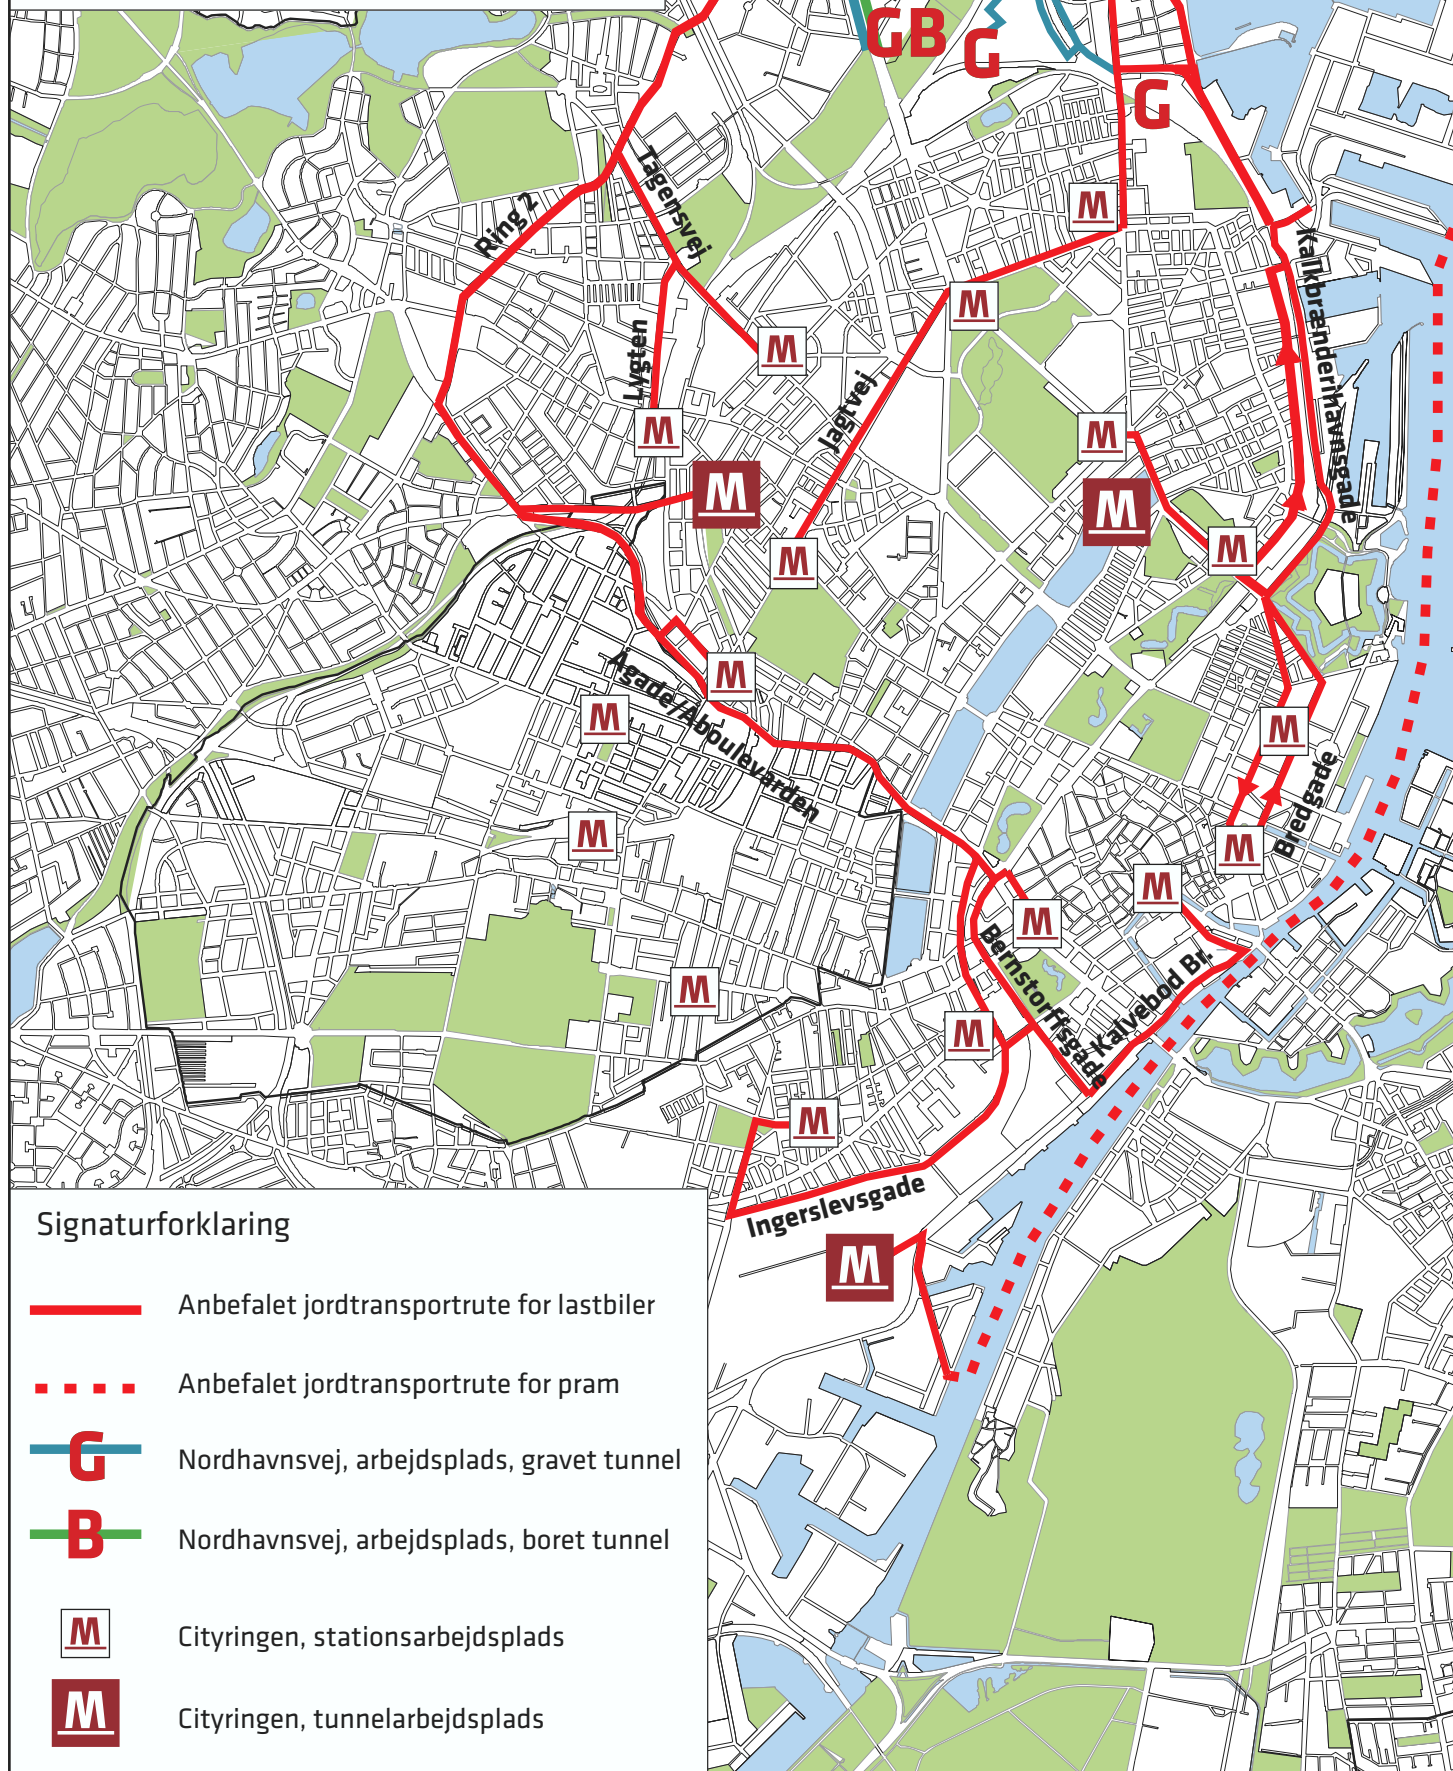 GB
G
G
Tagensvej
Ring 2
M
Kalkbrænderihavnsgade
M
Lygten
M
Jagtvej
M
M
M
M
M
M
M
Ågade/Åboulevarden
M
M
M
Bredgade
M
M
M
M
Bernstorffsgade
Kalvebod Br.
M
M
M
Ingerslevsgade
M
Signaturforklaring
Anbefalet jordtransportrute for lastbiler
Anbefalet jordtransportrute for pram
G Nordhavnsvej, arbejdsplads, gravet tunnel
B Nordhavnsvej, arbejdsplads, boret tunnel
M Cityringen, stationsarbejdsplads
M Cityringen, tunnelarbejdsplads